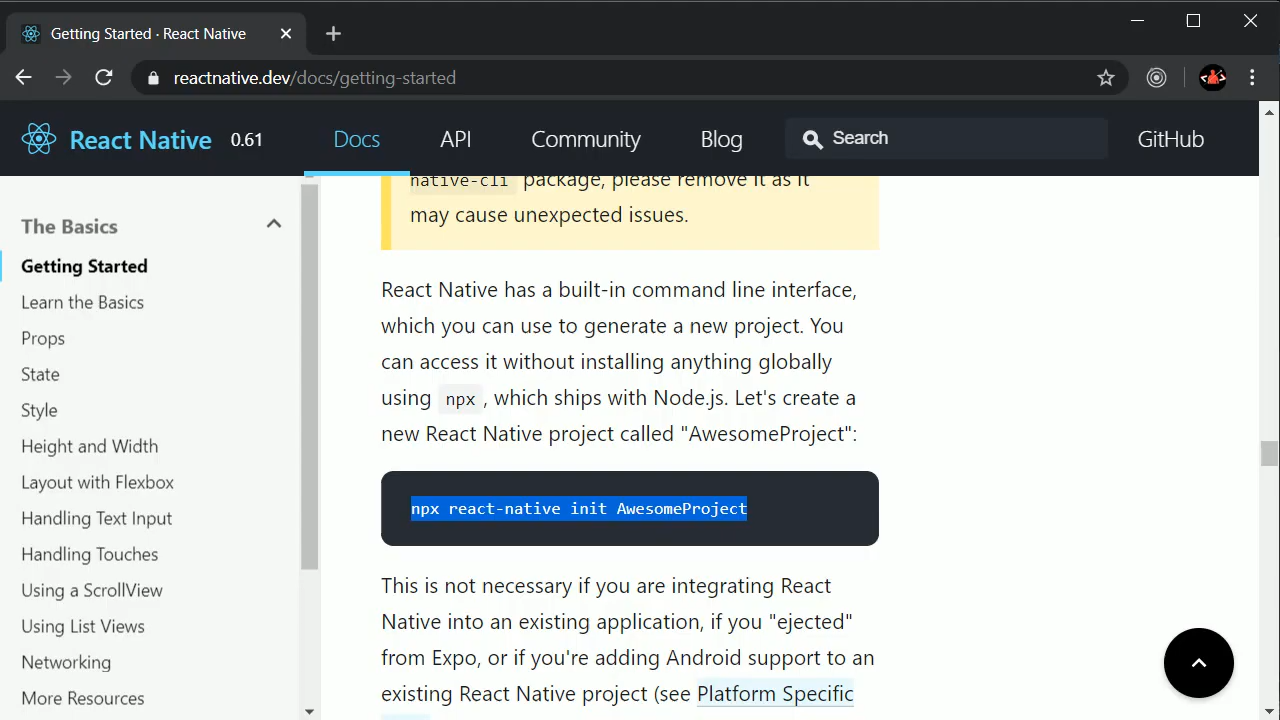 Getting Started · React Native
reactnative.dev/docs/getting-started
React Native 0.61 Docs API Community Blog Search GitHub
The Basics
Getting Started
Learn the Basics
Props
State
Style
Height and Width
Layout with Flexbox
Handling Text Input
Handling Touches
Using a ScrollView
Using List Views
Networking
More Resources
native-cli package, please remove it as it
may cause unexpected issues.
React Native has a built-in command line interface,
which you can use to generate a new project. You
can access it without installing anything globally
using npx, which ships with Node.js. Let's create a
new React Native project called "AwesomeProject":
npx react-native init AwesomeProject
This is not necessary if you are integrating React
Native into an existing application, if you "ejected"
from Expo, or if you're adding Android support to an
existing React Native project (see Platform Specific